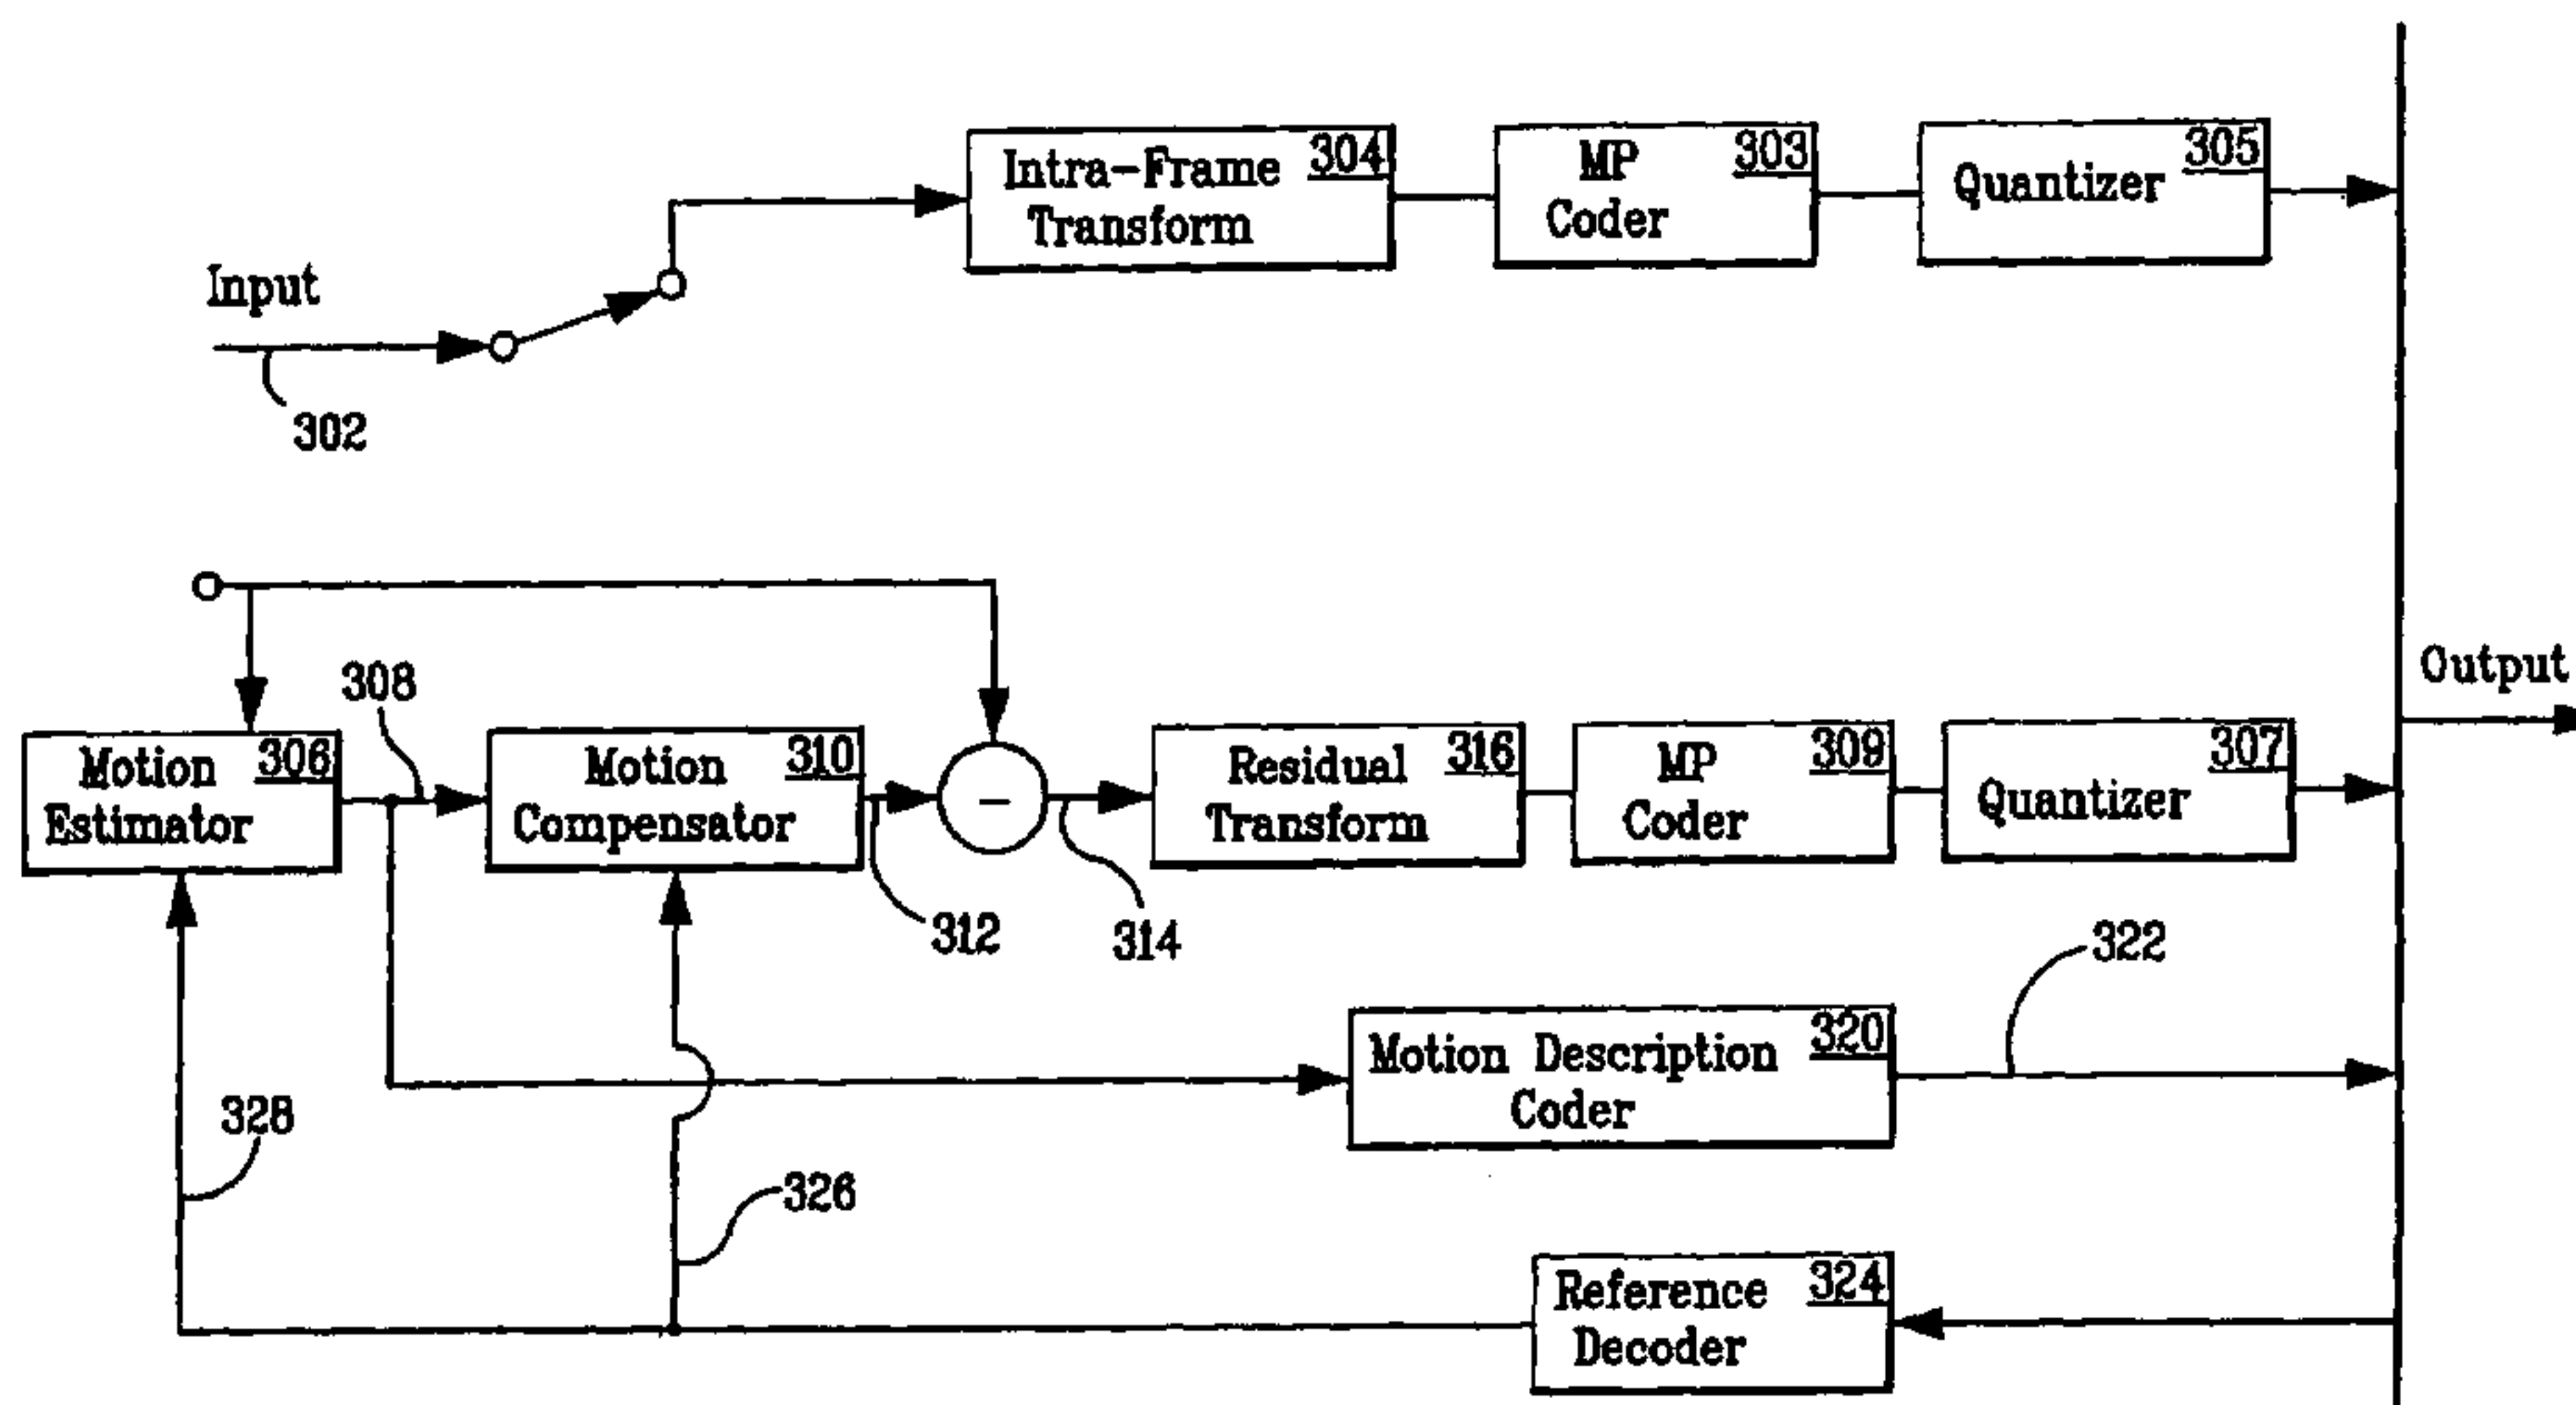 Intra-Frame 304
Transform
MP 303
Coder
Quantizer 305
Input
302
Output
308
Motion 306
Estimator
Motion 310
Compensator
-
Residual 316
Transform
MP 309
Coder
Quantizer 307
312
314
322
Motion Description 320
Coder
328
326
Reference 324
Decoder